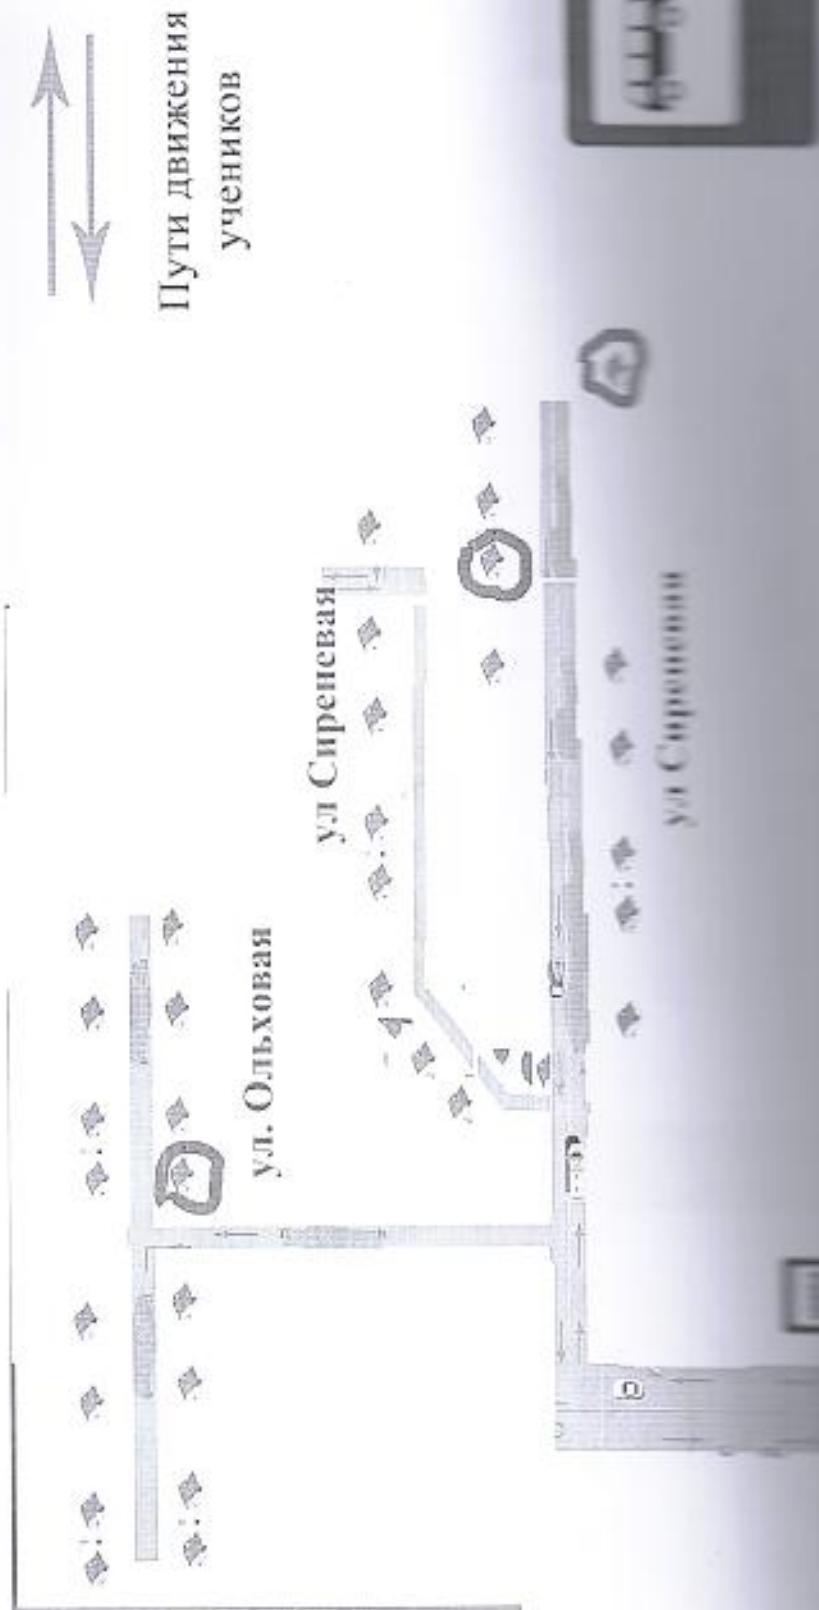 Пути движения
учеников
ул Сиреневая
ул. Ольховая
ул Сиреневая